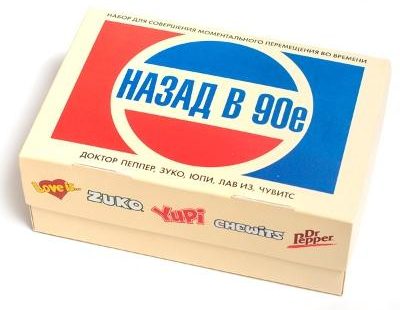 НАБОР ДЛЯ СОВЕРШЕНИЯ МОМЕНТАЛЬНОГО ПЕРЕМЕЩЕНИЯ ВО ВРЕМЕНИ
НАЗАД В 90е
ДОКТОР ПЕППЕР, ЗУКО, ЮПИ, ЛАВ ИЗ, ЧУВИТС
Love is...
ZUKO
YUPi
CHEWiTS
Dr Pepper